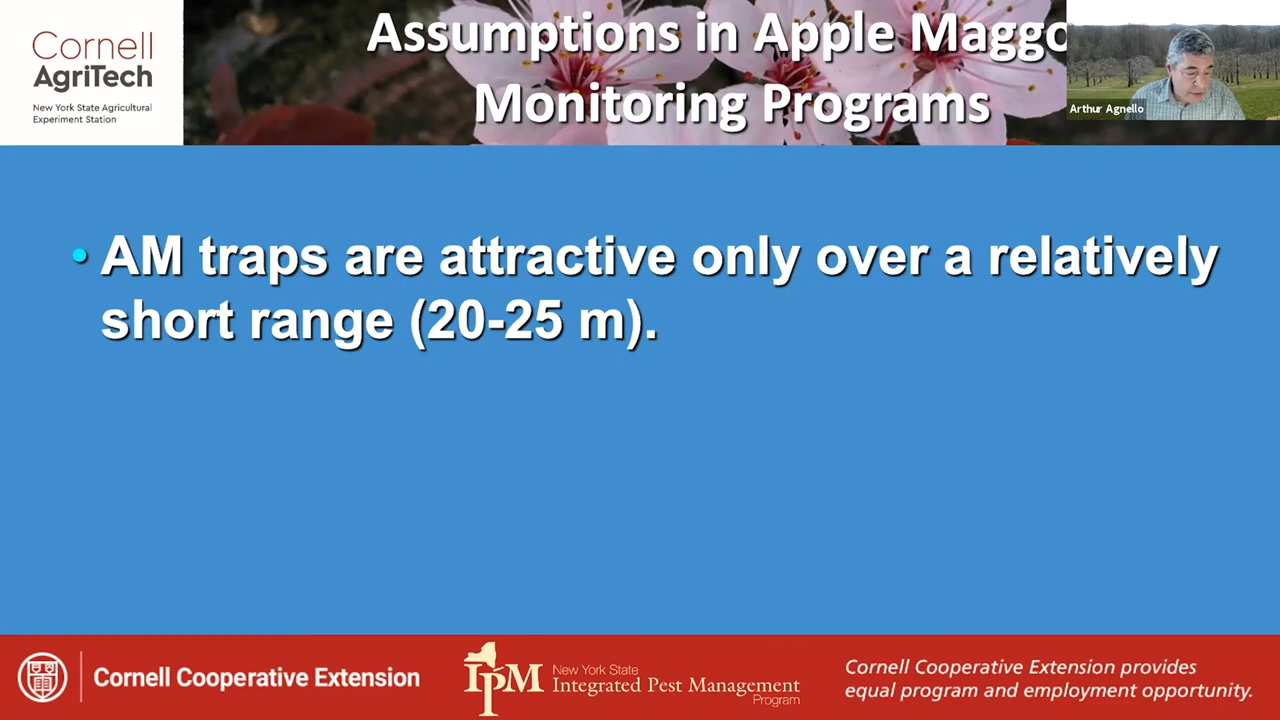 Cornell
AgriTech
New York State Agricultural
Experiment Station
Assumptions in Apple Maggo
Monitoring Programs
Arthur Agnello
• AM traps are attractive only over a relatively
short range (20-25 m).
Cornell Cooperative Extension
IPM
New York State
Integrated Pest Management
Program
Cornell Cooperative Extension provides
equal program and employment opportunity.